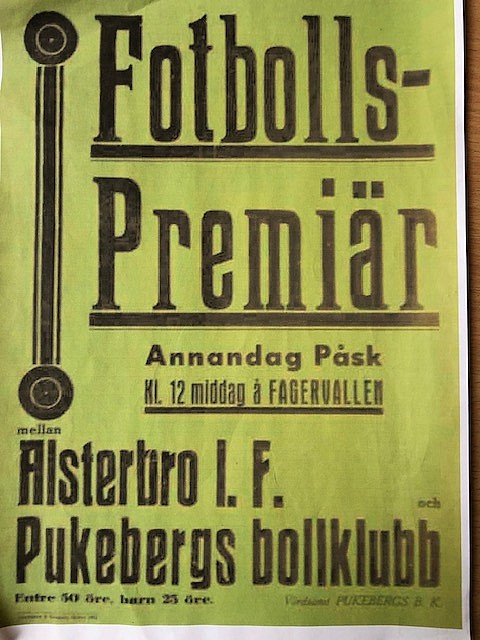 Fotbolls-
Premiär
Annandag Påsk
Kl. 12 middag å FAGERVALLEN
mellan
Alsterbro I. F.
och
Pukebergs bollklubb
Entre 50 öre, barn 25 öre.
PUKEBERGS B. K.